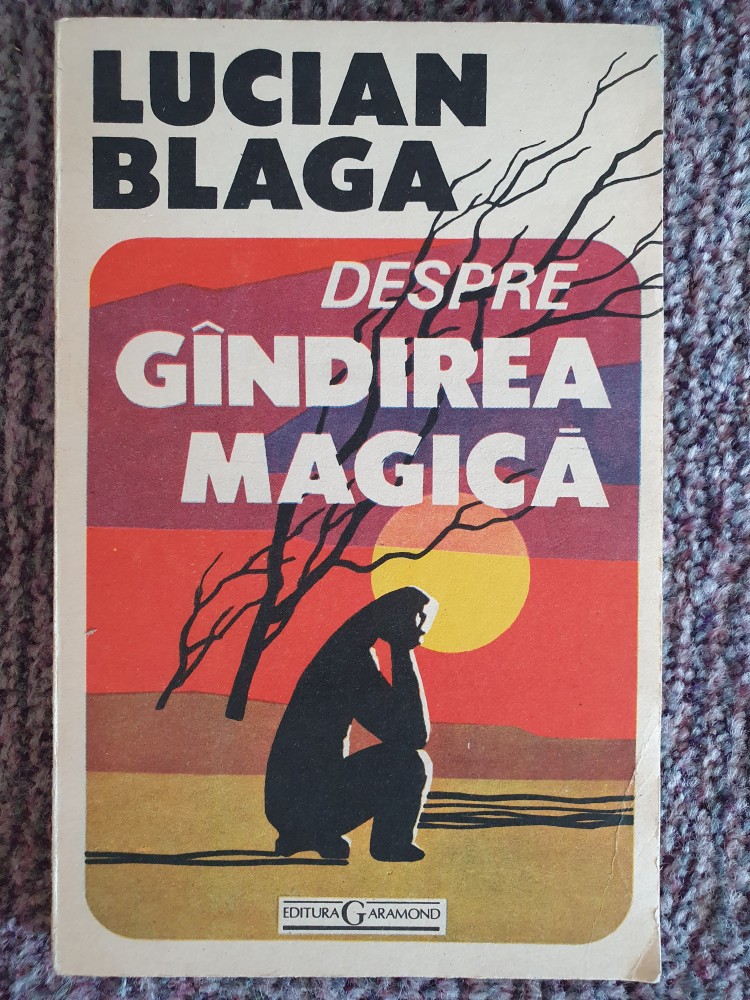 LUCIAN
BLAGA
DESPRE
GÎNDIREA
MAGICĂ
EDITURA GARAMOND